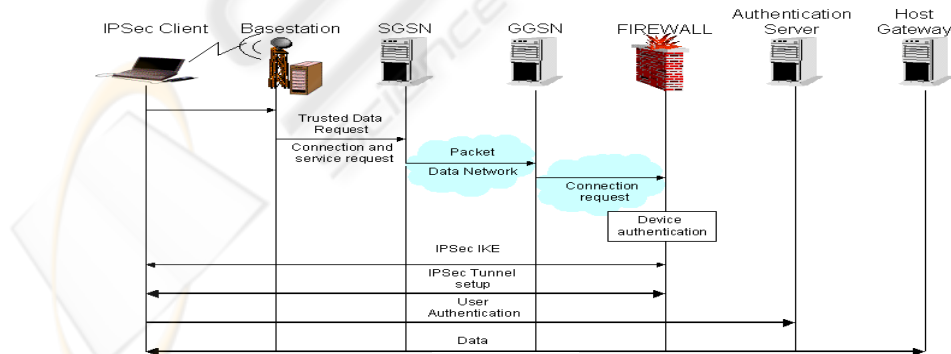 Authentication Server
Host Gateway
IPSec Client
Basestation
SGSN
GGSN
FIREWALL
Trusted Data
Request
Connection and
service request
Packet
Data Network
Connection
request
Device
authentication
IPSec IKE
IPSec Tunnel
setup
User
Authentication
Data
SCIENCE